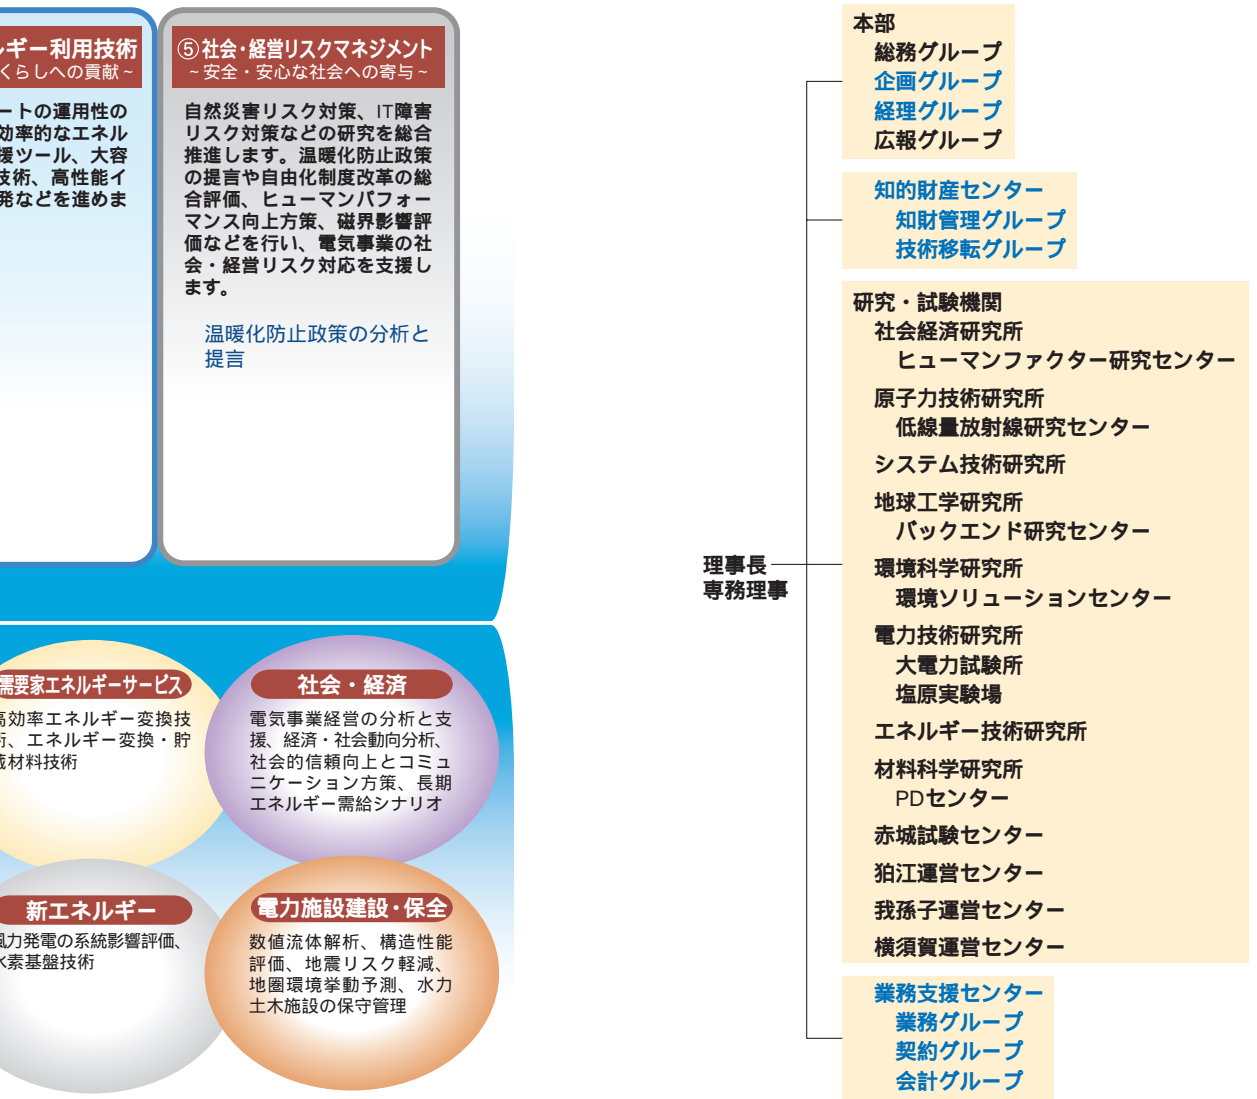 ギー利用技術
くらしへの貢献~
ートの運用性の
効率的なエネル
援ツール、大容
技術、高性能イ
発などを進めま
⑤社会・経営リスクマネジメント
~安全・安心な社会への寄与~
自然災害リスク対策、IT障害
リスク対策などの研究を総合
推進します。温暖化防止政策
の提言や自由化制度改革の総
合評価、ヒューマンパフォー
マンス向上方策、磁界影響評
価などを行い、電気事業の社
会・経営リスク対応を支援し
ます。
温暖化防止政策の分析と
提言
需要家エネルギーサービス
高効率エネルギー変換技
術、エネルギー変換・貯
蔵材料技術
社会・経済
電気事業経営の分析と支
援、経済・社会動向分析、
社会的信頼向上とコミュ
ニケーション方策、長期
エネルギー需給シナリオ
新エネルギー
風力発電の系統影響評価、
水素基盤技術
電力施設建設・保全
数値流体解析、構造性能
評価、地震リスク軽減、
地圏環境挙動予測、水力
土木施設の保守管理
理事長
専務理事
本部
総務グループ
企画グループ
経理グループ
広報グループ
知的財産センター
知財管理グループ
技術移転グループ
研究・試験機関
社会経済研究所
ヒューマンファクター研究センター
原子力技術研究所
低線量放射線研究センター
システム技術研究所
地球工学研究所
バックエンド研究センター
環境科学研究所
環境ソリューションセンター
電力技術研究所
大電力試験所
塩原実験場
エネルギー技術研究所
材料科学研究所
PDセンター
赤城試験センター
狛江運営センター
我孫子運営センター
横須賀運営センター
業務支援センター
業務グループ
契約グループ
会計グループ